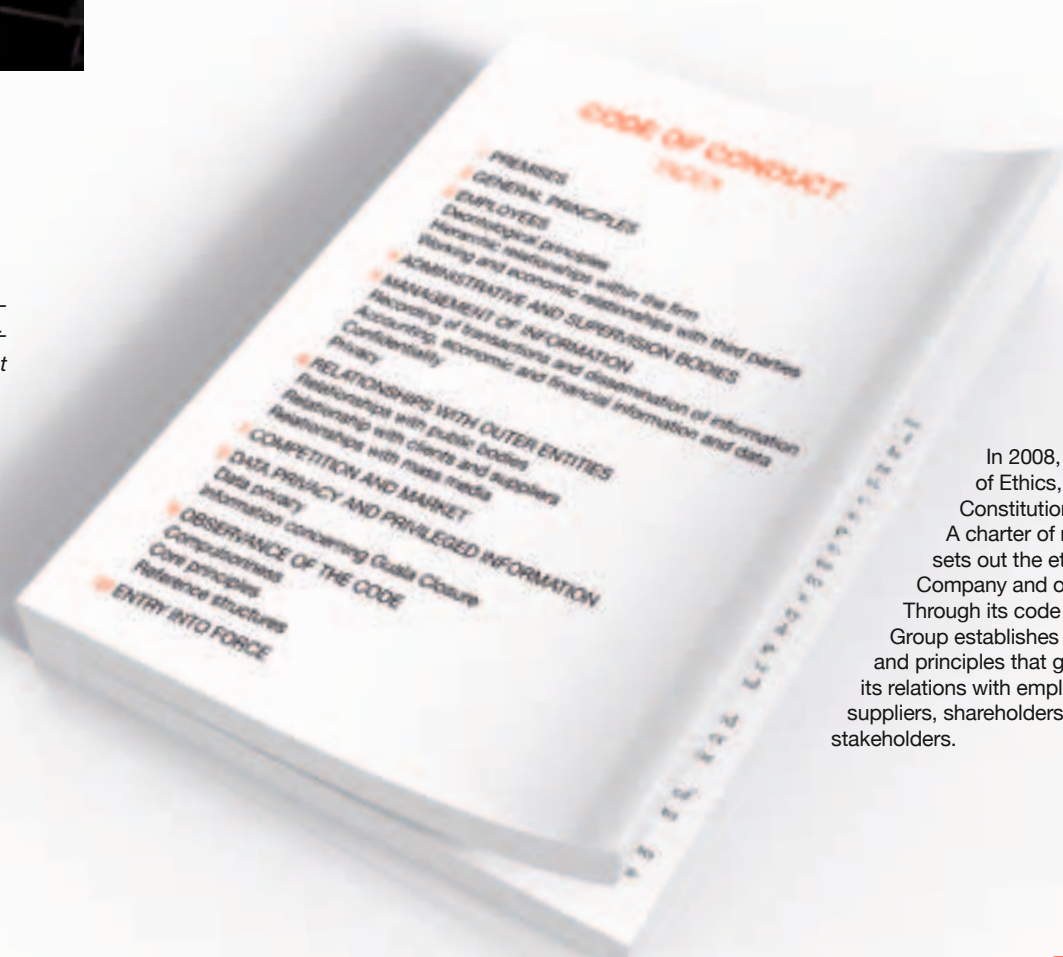 CODE OF CONDUCT
INDEX
PREMISES
GENERAL PRINCIPLES
EMPLOYEES
Deontological principles
Hierarchic relationships within the firm
Working and economic relationships with third parties
ADMINISTRATIVE AND SUPERVISION BODIES
MANAGEMENT OF INFORMATION
Recording of transactions and dissemination of information
Accounting, economic and financial information and data
Confidentiality
Privacy
RELATIONSHIPS WITH OUTER ENTITIES
Relationships with public bodies
Relationship with clients and suppliers
Relationships with mass media
7 COMPETITION AND MARKET
8 DATA PRIVACY AND PRIVILEGED INFORMATION
Data privacy
Information concerning Guala Closure
9 OBSERVANCE OF THE CODE
Compulsoriness
Core principles
Reference structures
10 ENTRY INTO FORCE
t
In 2008,
of Ethics,
Constitution
A charter of
sets out the
Company and
Through its code
Group establishes
and principles that
its relations with
suppliers, shareholders
stakeholders.